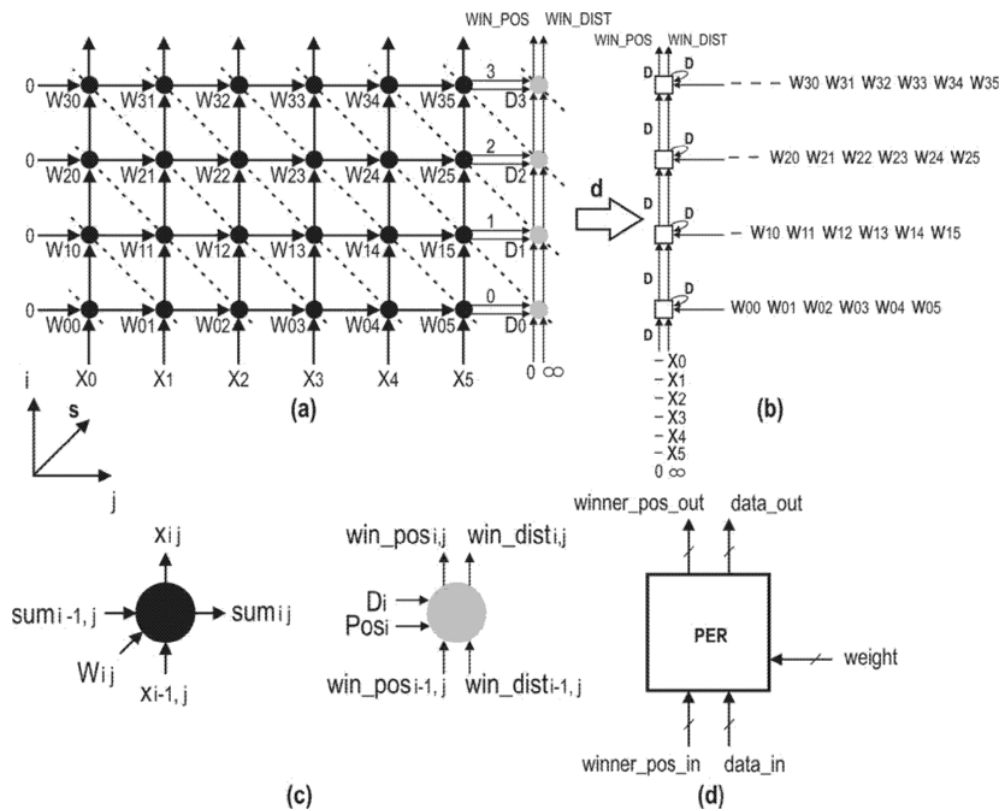 WIN_POS WIN_DIST
0 3
W30 W31 W32 W33 W34 W35 D3
0 2
W20 W21 W22 W23 W24 W25 D2
0 1
W10 W11 W12 W13 W14 W15 D1
0 0
W00 W01 W02 W03 W04 W05 D0
X0 X1 X2 X3 X4 X5 0 ∞
(a)
i
s
j
d
WIN_POS WIN_DIST
D D
– – – W30 W31 W32 W33 W34 W35
D D
– – W20 W21 W22 W23 W24 W25
D D
– W10 W11 W12 W13 W14 W15
D D
W00 W01 W02 W03 W04 W05
D
– X0
– X1
– X2
– X3
– X4
– X5
0 ∞
(b)
xij
sumi-1, j sumij
Wij
xi-1, j
win_posi,j win_disti,j
Di
Posi
win_posi-1, j win_disti-1, j
(c)
winner_pos_out data_out
PER
weight
winner_pos_in data_in
(d)